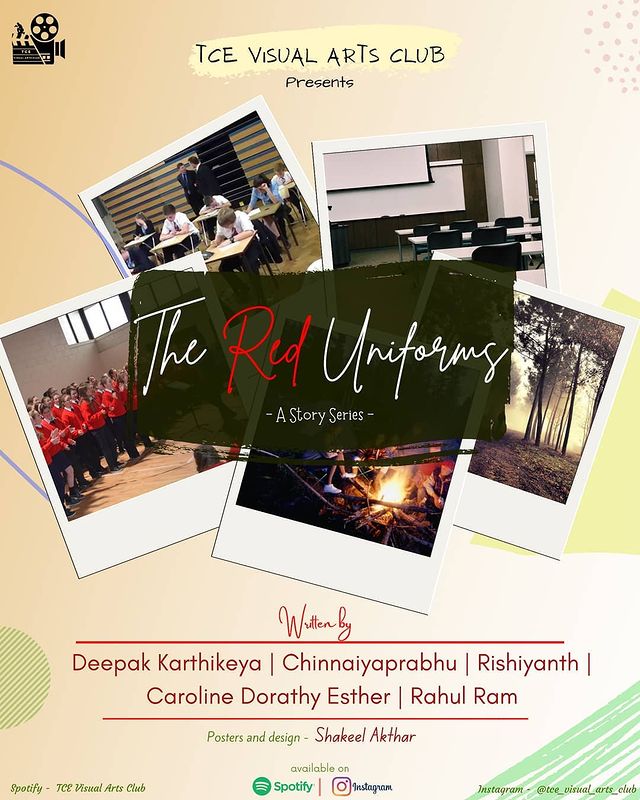 TCE VISUAL ARTS CLUB
Presents
The Red Uniforms
- A Story Series -
Written by
Deepak Karthikeya | Chinnaiyaprabhu | Rishiyanth |
Caroline Dorathy Esther | Rahul Ram
Posters and design - Shakeel Akthar
available on
Spotify - TCE Visual Arts Club
Spotify | Instagram
Instagram - @tce_visual_arts_club